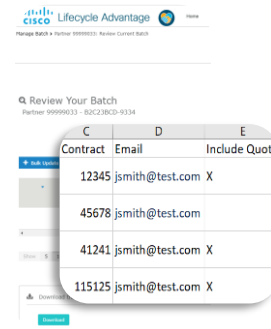 cisco Lifecycle Advantage Home
Manage Batch > Partner 99999033: Review Current Batch
Review Your Batch
Partner 99999033 - B2C23BCD-9334
C D E
Contract Email Include Quot
12345 jsmith@test.com X
45678 jsmith@test.com
41241 jsmith@test.com X
115125 jsmith@test.com X
+ Bulk Update
Show 5
Download
Download